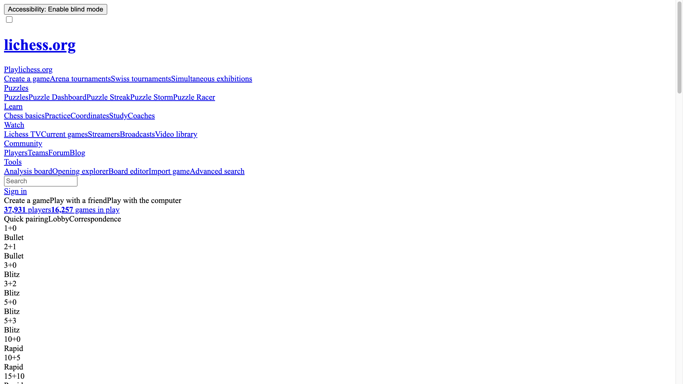 Accessibility: Enable blind mode
lichess.org
Playlichess.org
Create a gameArena tournamentsSwiss tournamentsSimultaneous exhibitions
Puzzles
PuzzlesPuzzle DashboardPuzzle StreakPuzzle StormPuzzle Racer
Learn
Chess basicsPracticeCoordinatesStudyCoaches
Watch
Lichess TVCurrent gamesStreamersBroadcastsVideo library
Community
PlayersTeamsForumBlog
Tools
Analysis boardOpening explorerBoard editorImport gameAdvanced search
Search
Sign in
Create a gamePlay with a friendPlay with the computer
37,931 players16,257 games in play
Quick pairingLobbyCorrespondence
1+0
Bullet
2+1
Bullet
3+0
Blitz
3+2
Blitz
5+0
Blitz
5+3
Blitz
10+0
Rapid
10+5
Rapid
15+10